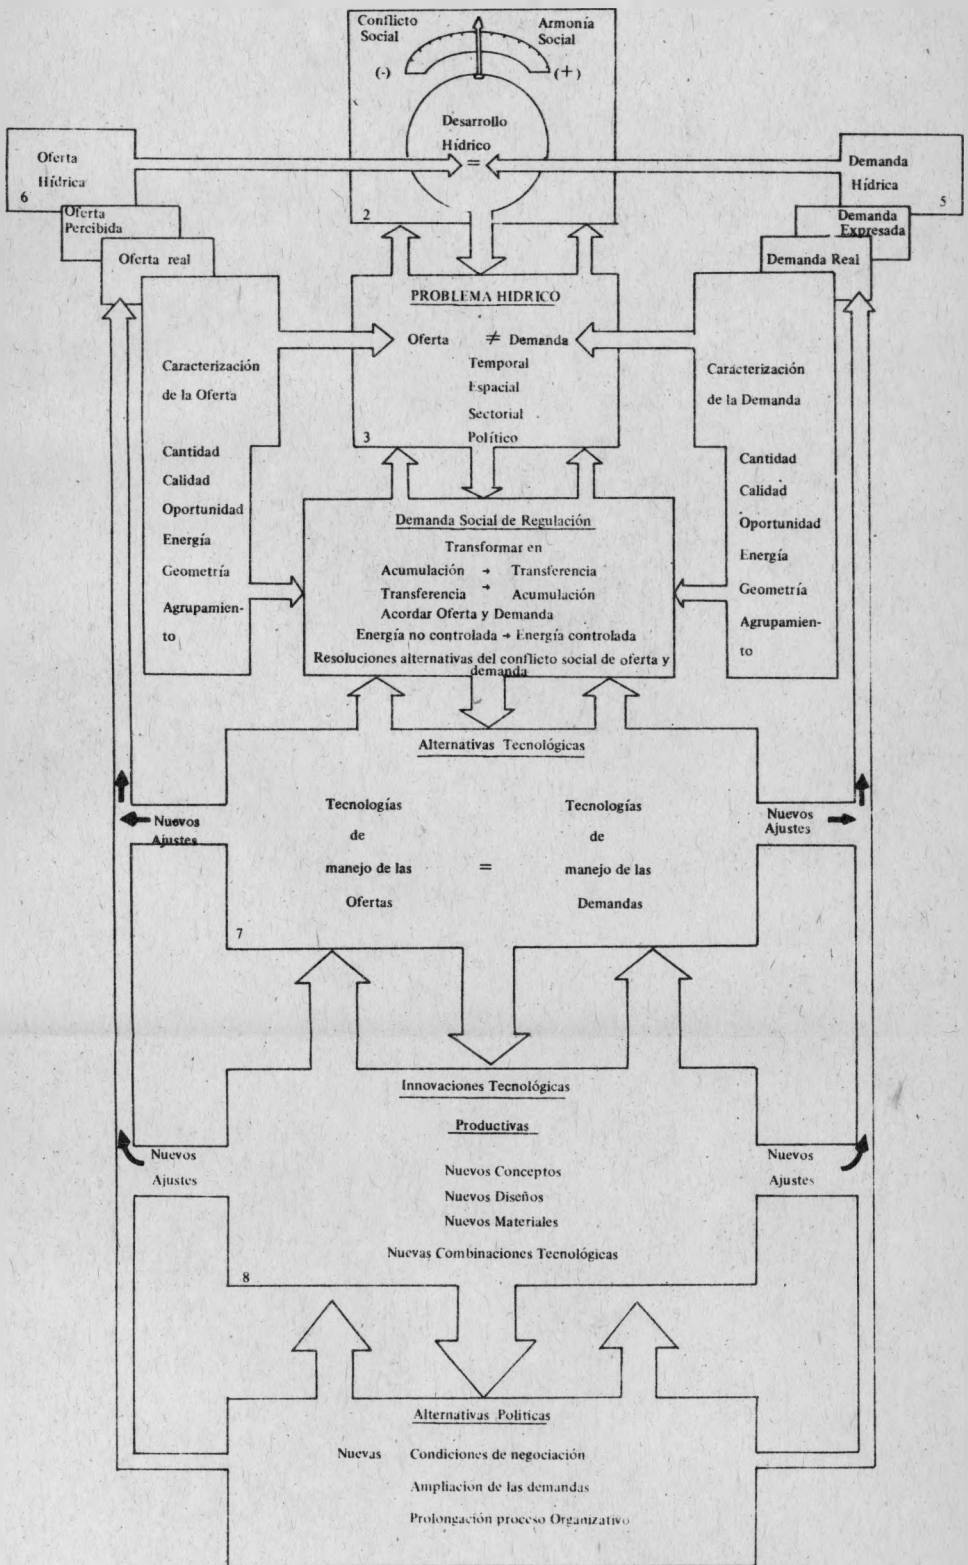 Conflicto
Social
Armonía
Social
(-)
(+)
Desarrollo
Hídrico
=
2
Oferta
Hídrica
6
Oferta
Percibida
Oferta real
Demanda
Hídrica
5
Demanda
Expresada
Demanda Real
PROBLEMA HIDRICO
Oferta ≠ Demanda
Temporal
Espacial
Sectorial
Político
3
Caracterización
de la Oferta
Cantidad
Calidad
Oportunidad
Energía
Geometría
Agrupamien-
to
Caracterización
de la Demanda
Cantidad
Calidad
Oportunidad
Energía
Geometría
Agrupamien-
to
Demanda Social de Regulación
Transformar en
Acumulación → Transferencia
Transferencia → Acumulación
Acordar Oferta y Demanda
Energía no controlada → Energía controlada
Resoluciones alternativas del conflicto social de oferta y
demanda
Alternativas Tecnológicas
Tecnologías
de
manejo de las
Ofertas
=
Tecnologías
de
manejo de las
Demandas
7
Nuevos
Ajustes
Nuevos
Ajustes
Innovaciones Tecnológicas
Productivas
Nuevos Conceptos
Nuevos Diseños
Nuevos Materiales
Nuevas Combinaciones Tecnológicas
8
Nuevos
Ajustes
Nuevos
Ajustes
Alternativas Politicas
Nuevas Condiciones de negociación
Ampliacion de las demandas
Prolongación proceso Organizativo